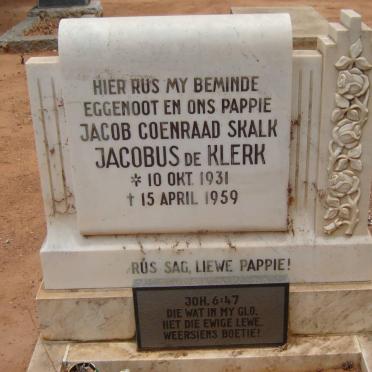 HIER RUS MY BEMINDE
EGGENOOT EN ONS PAPPIE
JACOB COENRAAD SKALK
JACOBUS DE KLERK
* 10 OKT. 1931
† 15 APRIL 1959
RUS SAG, LIEWE PAPPIE!
JOH. 6:47
DIE WAT IN MY GLO,
HET DIE EWIGE LEWE.
WEERSIENS BOETIE!